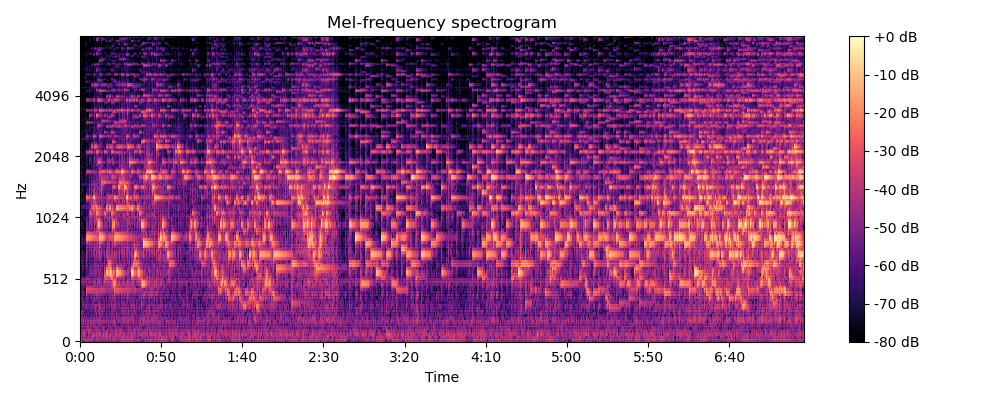 Mel-frequency spectrogram
+0 dB
-10 dB
-20 dB
-30 dB
-40 dB
-50 dB
-60 dB
-70 dB
-80 dB
4096
2048
1024
512
0
Hz
0:00 0:50 1:40 2:30 3:20 4:10 5:00 5:50 6:40
Time